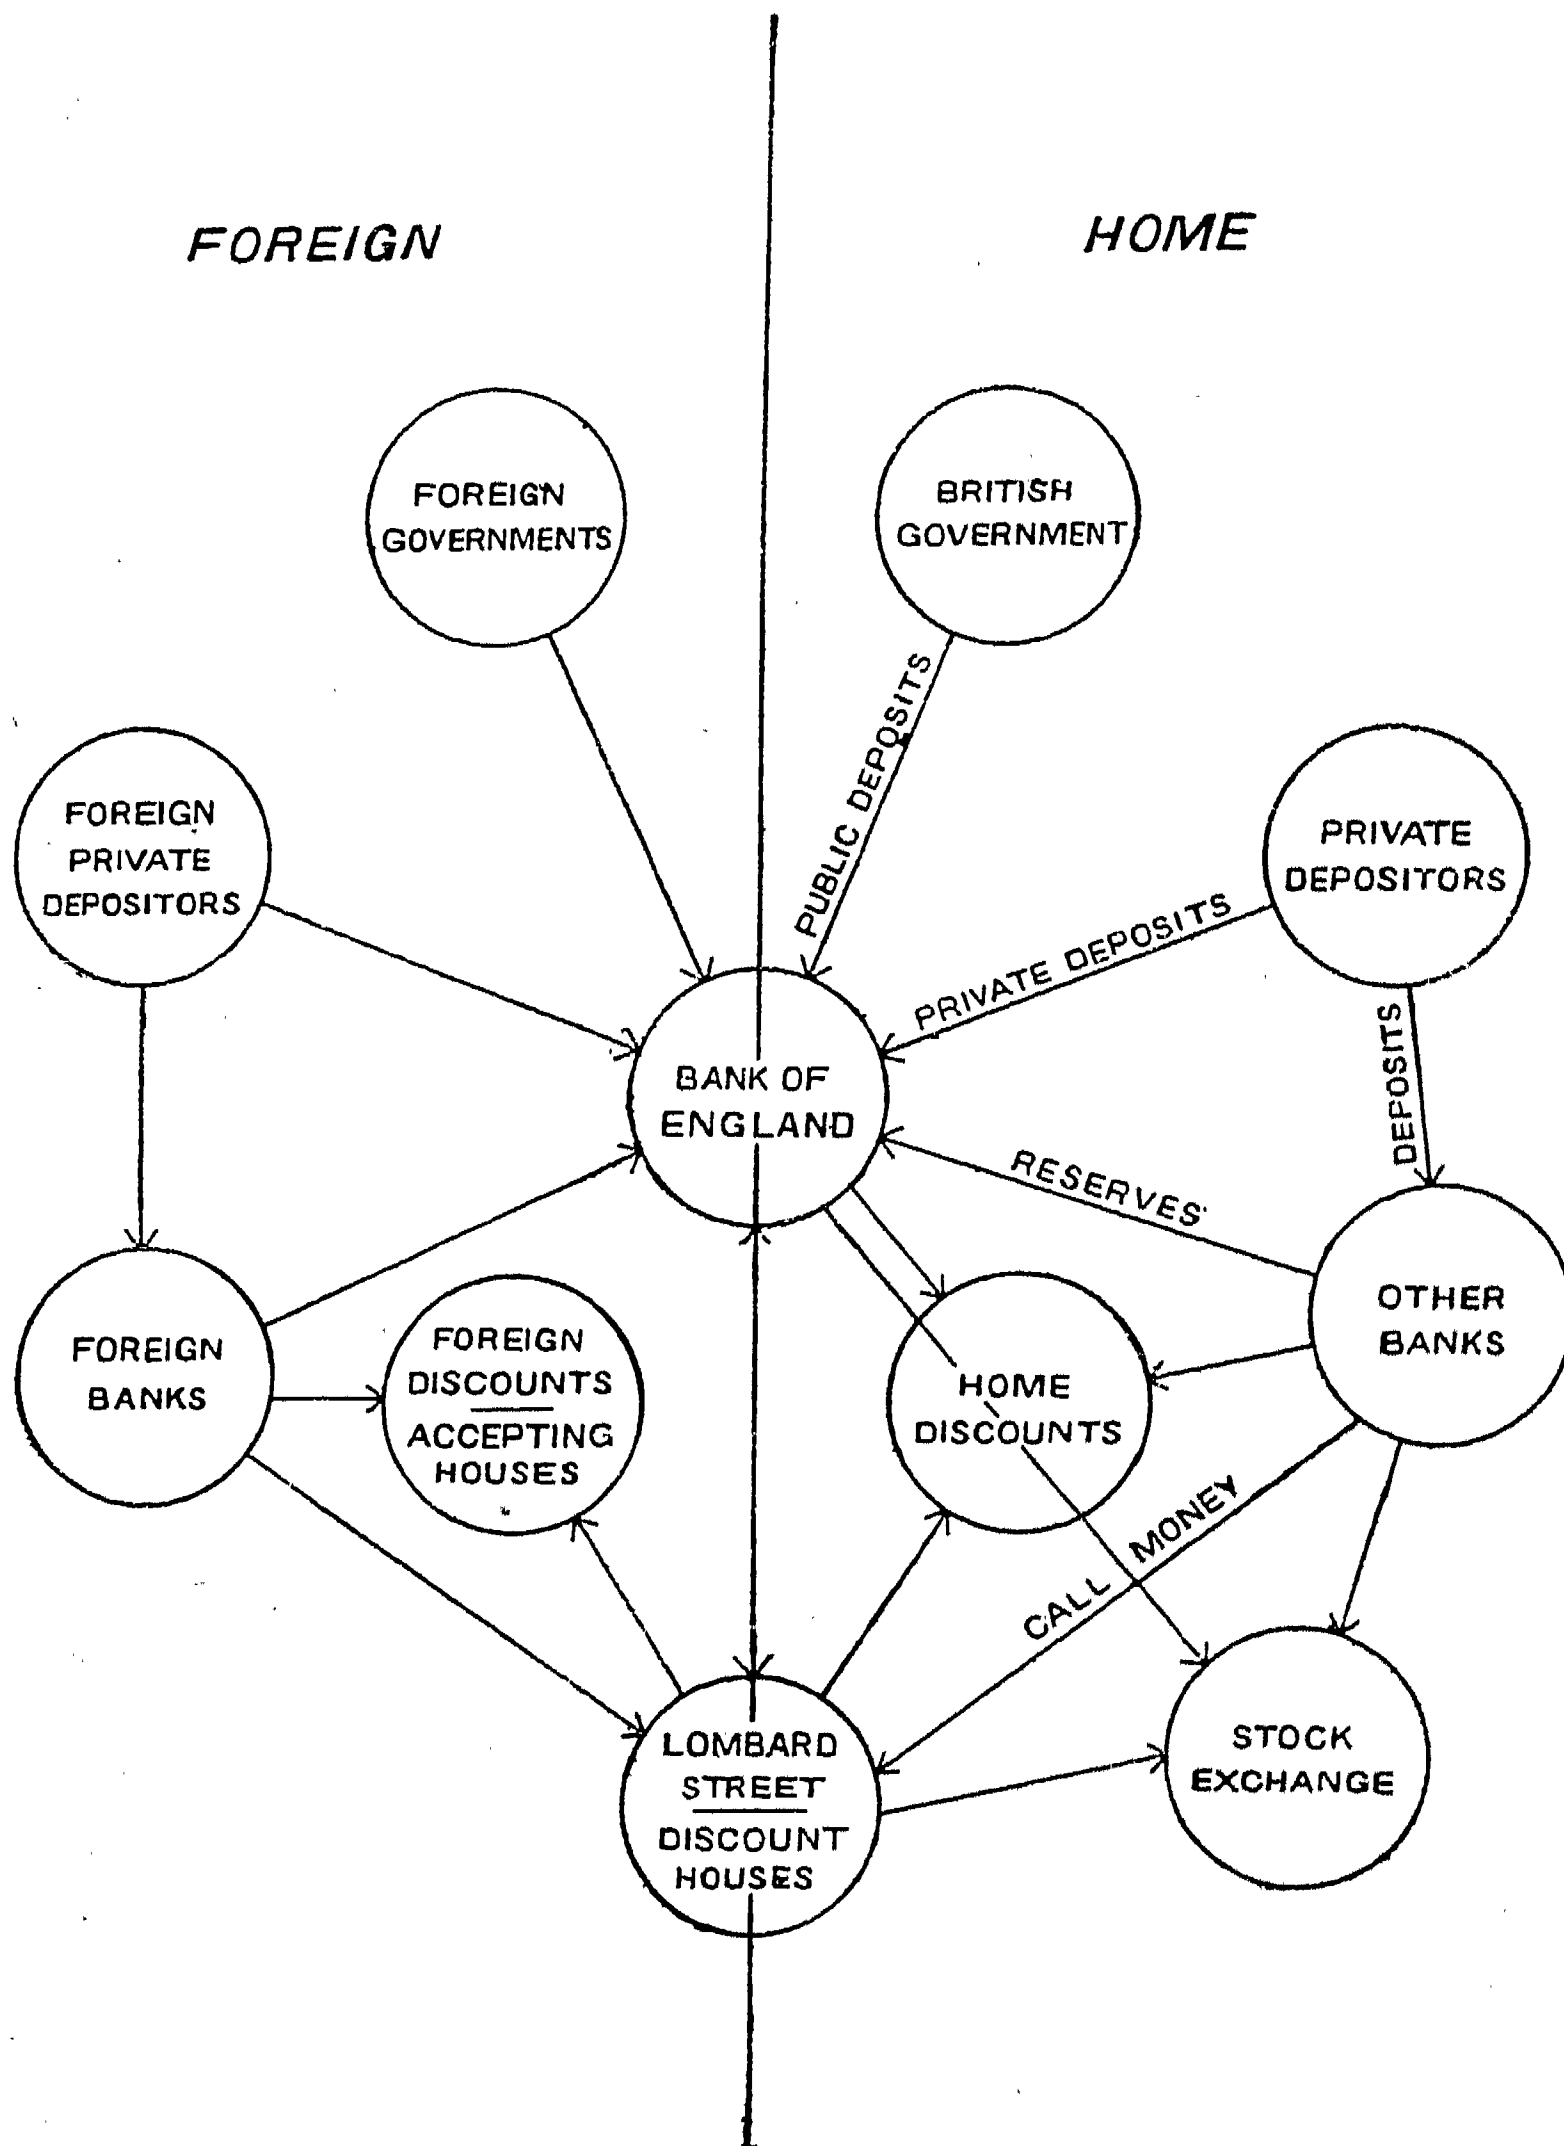 FOREIGN
HOME
FOREIGN
GOVERNMENTS
BRITISH
GOVERNMENT
PUBLIC DEPOSITS
FOREIGN
PRIVATE
DEPOSITORS
PRIVATE
DEPOSITORS
PRIVATE DEPOSITS
DEPOSITS
BANK OF
ENGLAND
RESERVES
FOREIGN
BANKS
FOREIGN
DISCOUNTS
ACCEPTING
HOUSES
HOME
DISCOUNTS
OTHER
BANKS
CALL MONEY
LOMBARD
STREET
DISCOUNT
HOUSES
STOCK
EXCHANGE